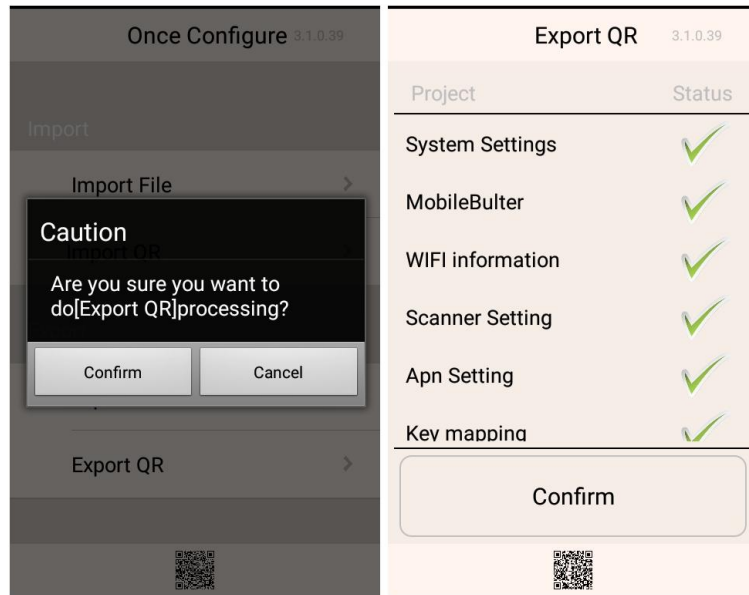 Once Configure 3.1.0.39
Import
Import File
Caution
Import QR
Are you sure you want to
do[Export QR]processing?
Confirm
Cancel
Export QR
Export QR 3.1.0.39
Project Status
System Settings
MobileBulter
WIFI information
Scanner Setting
Apn Setting
Key mapping
Confirm